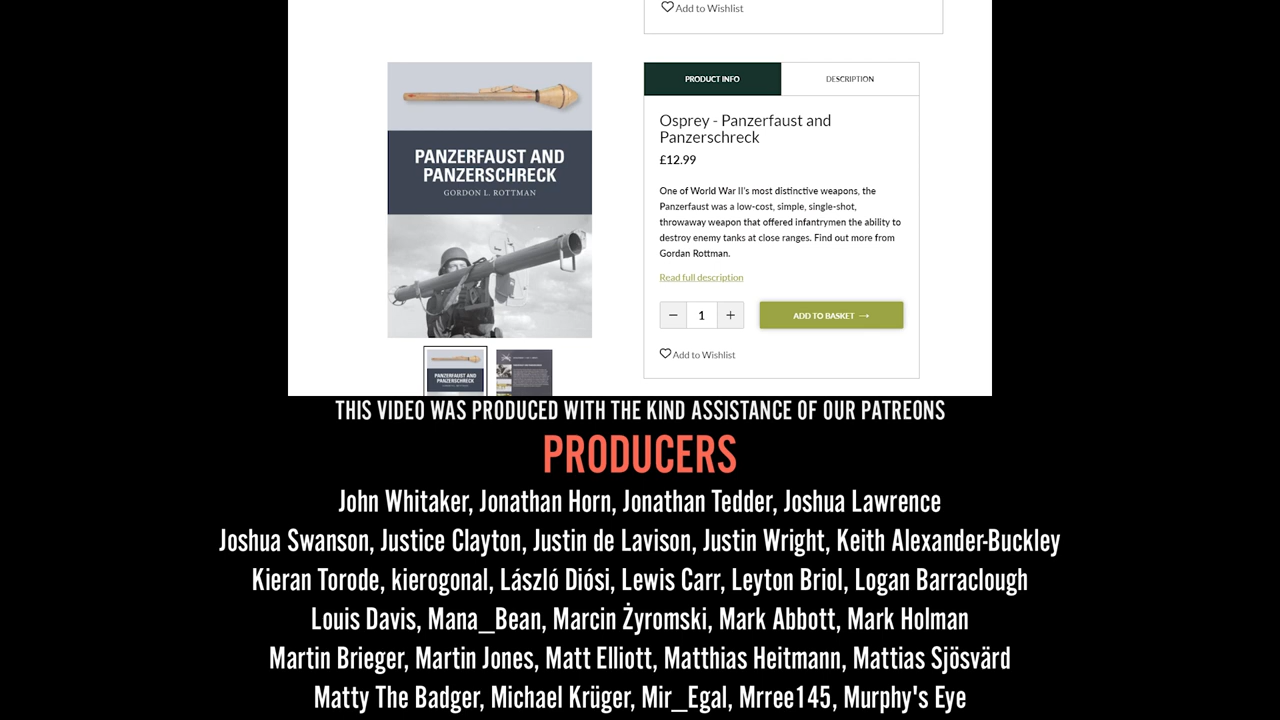 Add to Wishlist
PANZERFAUST AND
PANZERSCHRECK
GORDON L. ROTTMAN
PANZERFAUST AND
PANZERSCHRECK
PRODUCT INFO
DESCRIPTION
Osprey - Panzerfaust and
Panzerschreck
£12.99
One of World War II's most distinctive weapons, the
Panzerfaust was a low-cost, simple, single-shot,
throwaway weapon that offered infantrymen the ability to
destroy enemy tanks at close ranges. Find out more from
Gordan Rottman.
Read full description
1
ADD TO BASKET
Add to Wishlist
THIS VIDEO WAS PRODUCED WITH THE KIND ASSISTANCE OF OUR PATREONS
PRODUCERS
John Whitaker, Jonathan Horn, Jonathan Tedder, Joshua Lawrence
Joshua Swanson, Justice Clayton, Justin de Lavison, Justin Wright, Keith Alexander-Buckley
Kieran Torode, kierogonal, László Diósi, Lewis Carr, Leyton Briol, Logan Barraclough
Louis Davis, Mana_Bean, Marcin Żyromski, Mark Abbott, Mark Holman
Martin Brieger, Martin Jones, Matt Elliott, Matthias Heitmann, Mattias Sjösvärd
Matty The Badger, Michael Krüger, Mir_Egal, Mrree145, Murphy's Eye